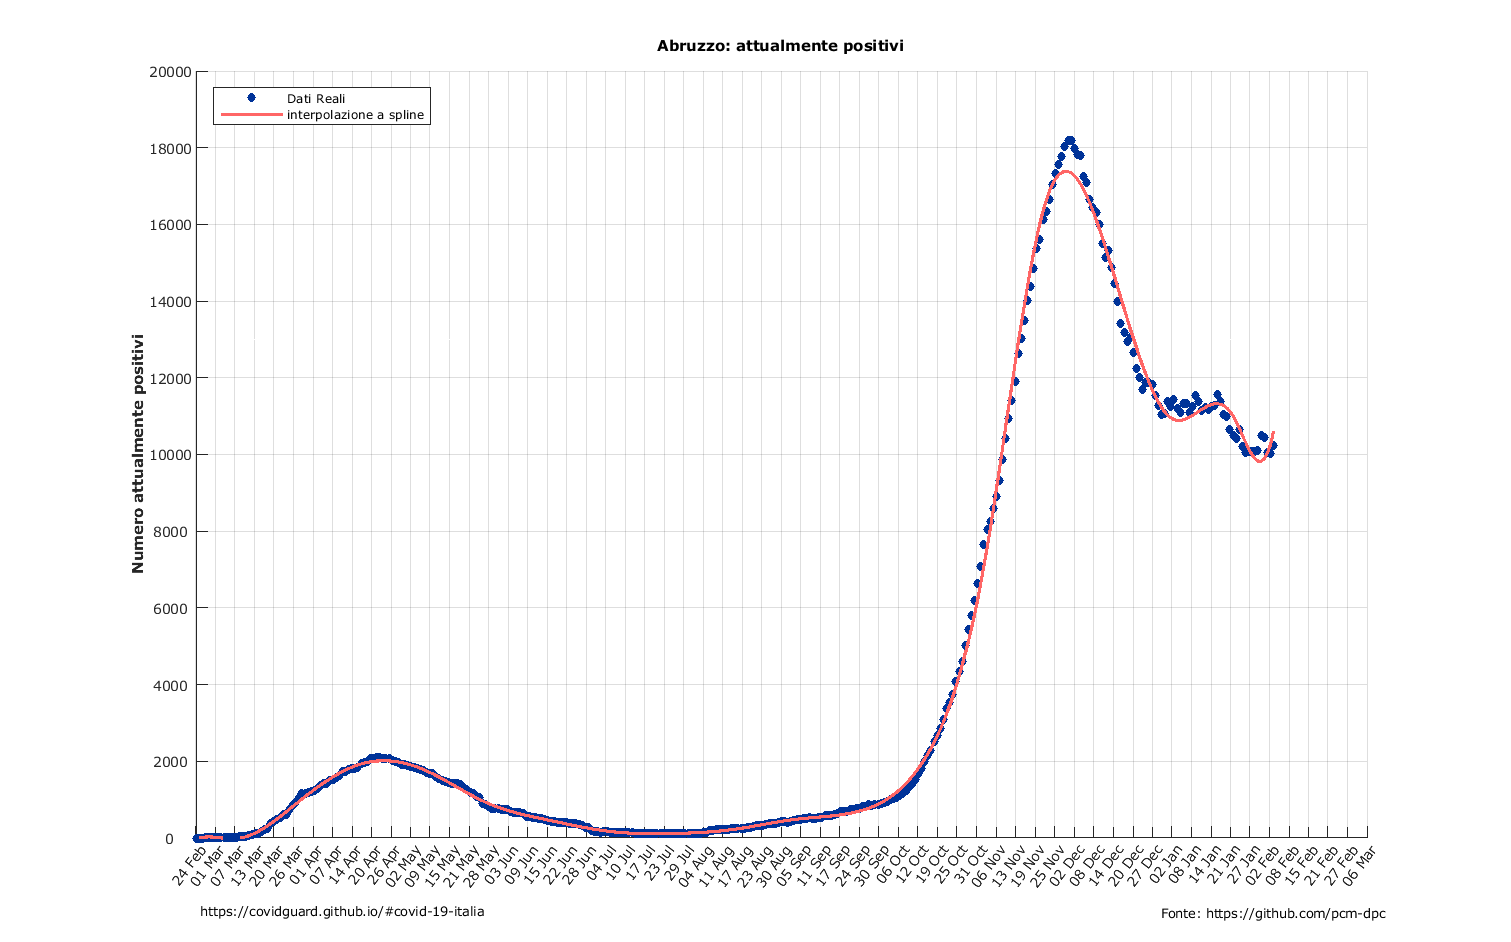 Abruzzo: attualmente positivi
20000
18000
16000
14000
12000
10000
8000
6000
4000
2000
0
Numero attualmente positivi
Dati Reali
interpolazione a spline
24 Feb
01 Mar
07 Mar
13 Mar
20 Mar
26 Mar
01 Apr
07 Apr
14 Apr
20 Apr
26 Apr
02 May
09 May
15 May
21 May
28 May
03 Jun
09 Jun
15 Jun
22 Jun
28 Jun
04 Jul
10 Jul
17 Jul
23 Jul
29 Jul
04 Aug
11 Aug
17 Aug
23 Aug
30 Aug
05 Sep
11 Sep
17 Sep
24 Sep
30 Sep
06 Oct
12 Oct
19 Oct
25 Oct
31 Oct
06 Nov
13 Nov
19 Nov
25 Nov
02 Dec
08 Dec
14 Dec
20 Dec
27 Dec
02 Jan
08 Jan
14 Jan
21 Jan
27 Jan
02 Feb
08 Feb
15 Feb
21 Feb
27 Feb
06 Mar
https://covidguard.github.io/#covid-19-italia
Fonte: https://github.com/pcm-dpc